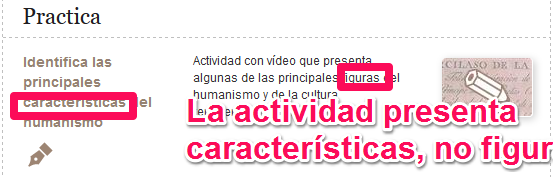 Practica
Identifica las
principales
características del
humanismo
Actividad con vídeo que presenta
algunas de las principales figuras del
humanismo y de la cultura
CILASO DE LA
La actividad presenta
características, no figur